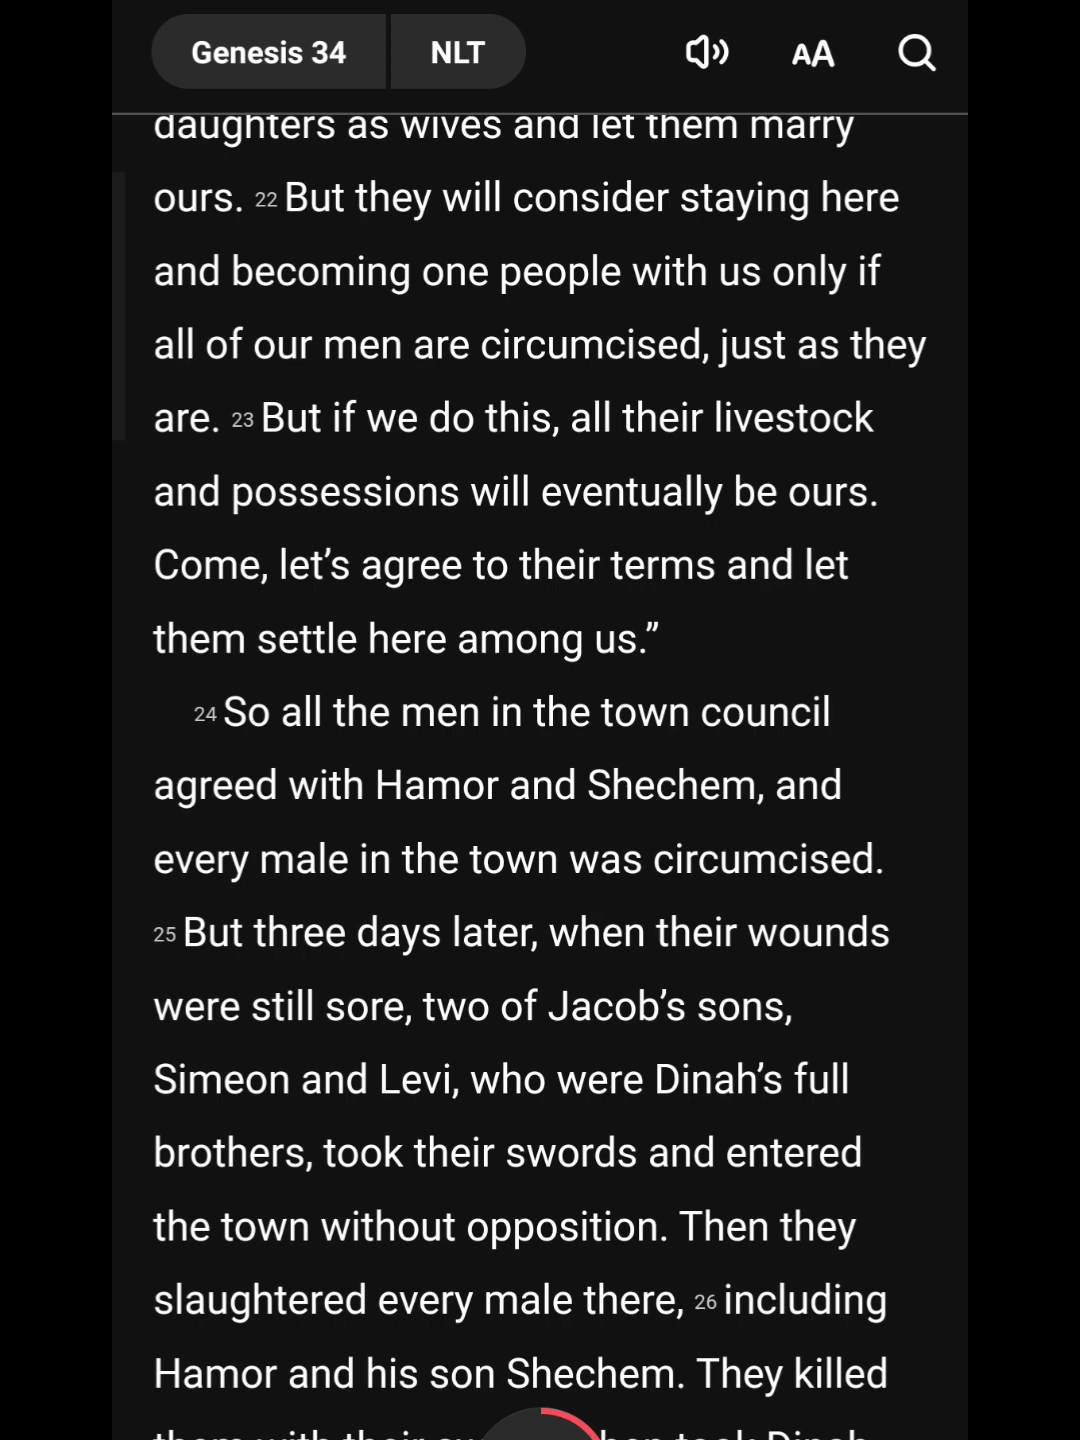 Genesis 34 NLT AA
daughters as wives and let them marry
ours. 22 But they will consider staying here
and becoming one people with us only if
all of our men are circumcised, just as they
are. 23 But if we do this, all their livestock
and possessions will eventually be ours.
Come, let’s agree to their terms and let
them settle here among us.”
24 So all the men in the town council
agreed with Hamor and Shechem, and
every male in the town was circumcised.
25 But three days later, when their wounds
were still sore, two of Jacob’s sons,
Simeon and Levi, who were Dinah’s full
brothers, took their swords and entered
the town without opposition. Then they
slaughtered every male there, 26 including
Hamor and his son Shechem. They killed
them with their took Dinah